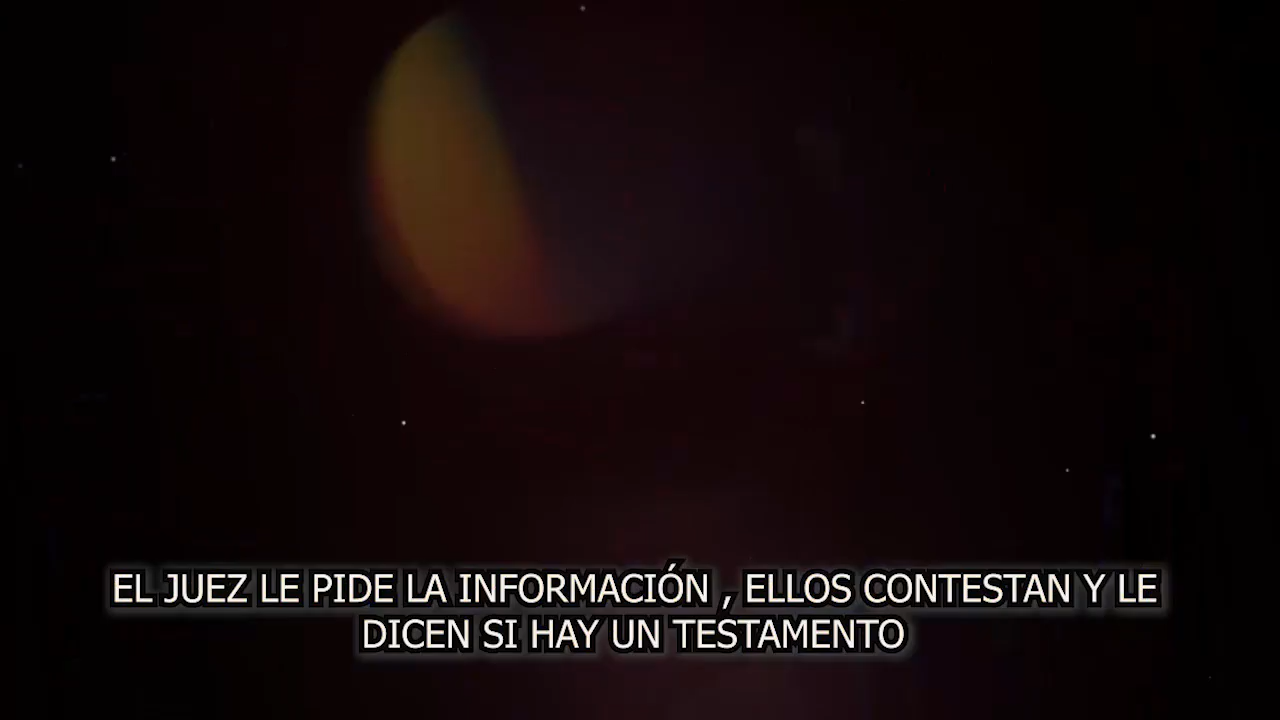 EL JUEZ LE PIDE LA INFORMACIÓN , ELLOS CONTESTAN Y LE
DICEN SI HAY UN TESTAMENTO